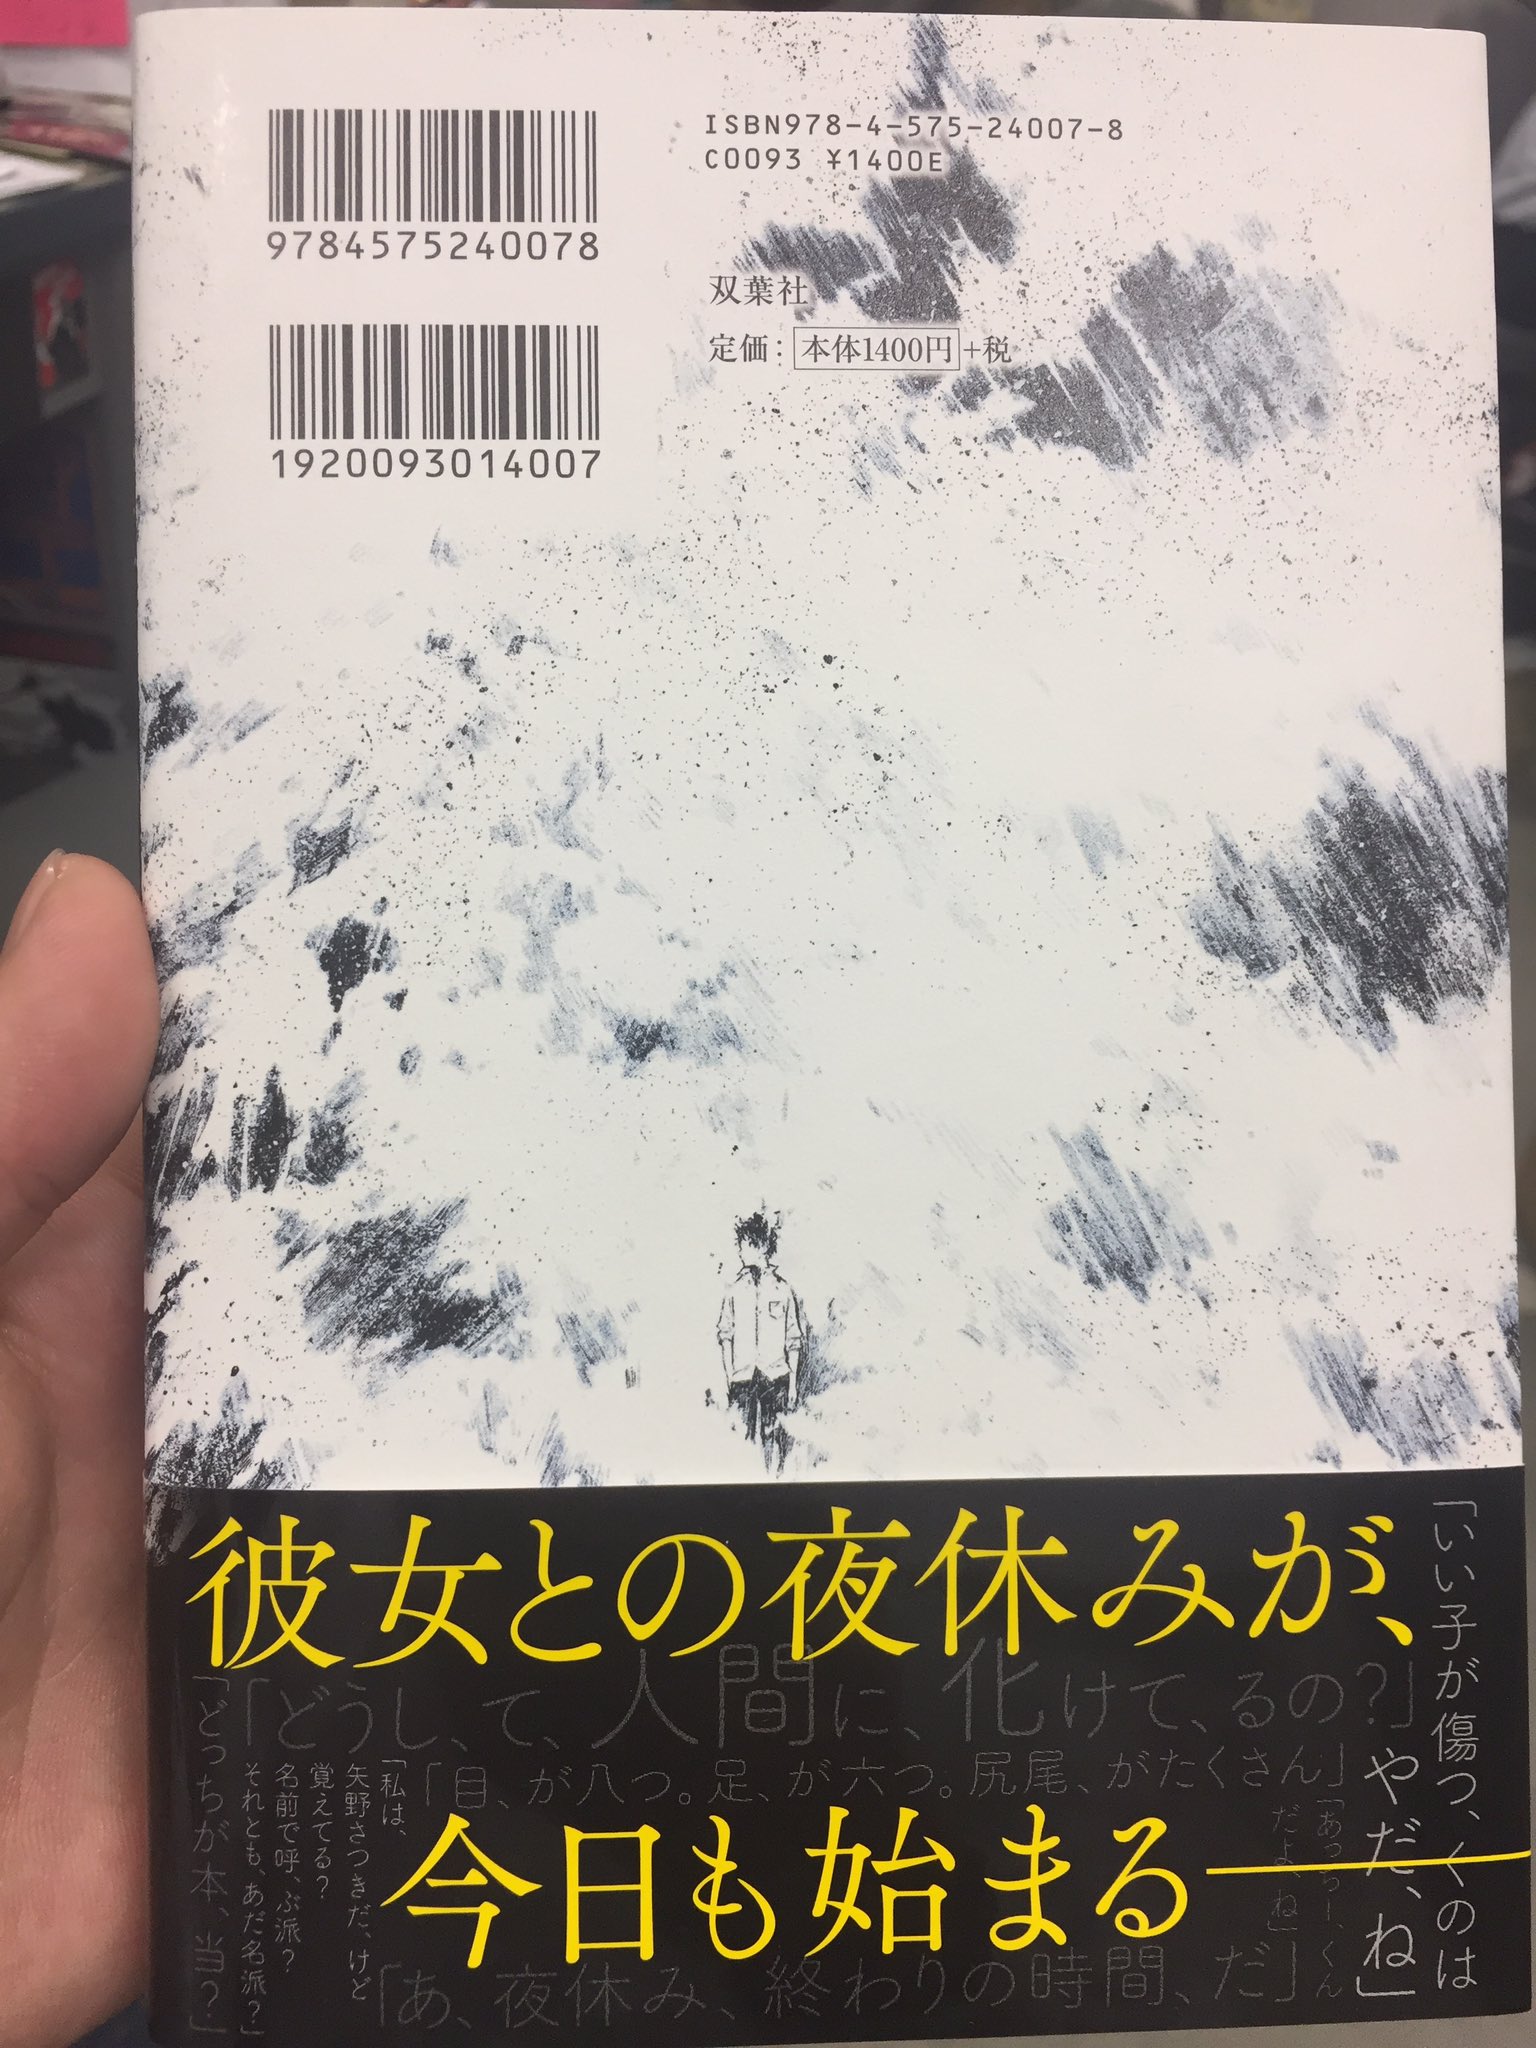 9784575240078
1920093014007
ISBN978-4-575-24007-8
C0093 ¥1400E
双葉社
定価：本体1400円+税
彼女との夜休みが、
今日も始まる――
「いい子が傷つ、くのは
やだ、ね」
「どうし、て、人間に、化けて、るの？」
「目、が八つ。足、が六つ。尻尾、がたくさん」
「あっちー、くん
だよ、ね」
「私は、
矢野さつきだ、けど
覚えてる？
名前で呼、ぶ派？
それとも、あだ名派？」
「どっちが本、当？」
「あ、夜休み、終わりの時間、だ」